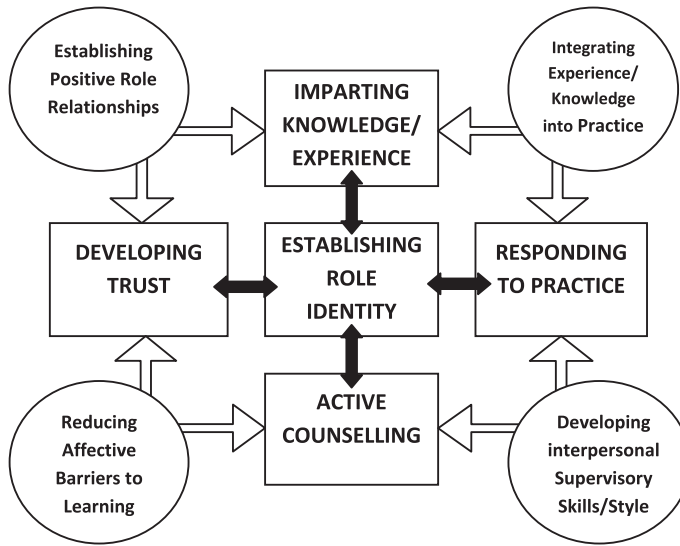 Establishing
Positive Role
Relationships
IMPARTING
KNOWLEDGE/
EXPERIENCE
Integrating
Experience/
Knowledge
into Practice
DEVELOPING
TRUST
ESTABLISHING
ROLE
IDENTITY
RESPONDING
TO PRACTICE
Reducing
Affective
Barriers to
Learning
ACTIVE
COUNSELLING
Developing
interpersonal
Supervisory
Skills/Style